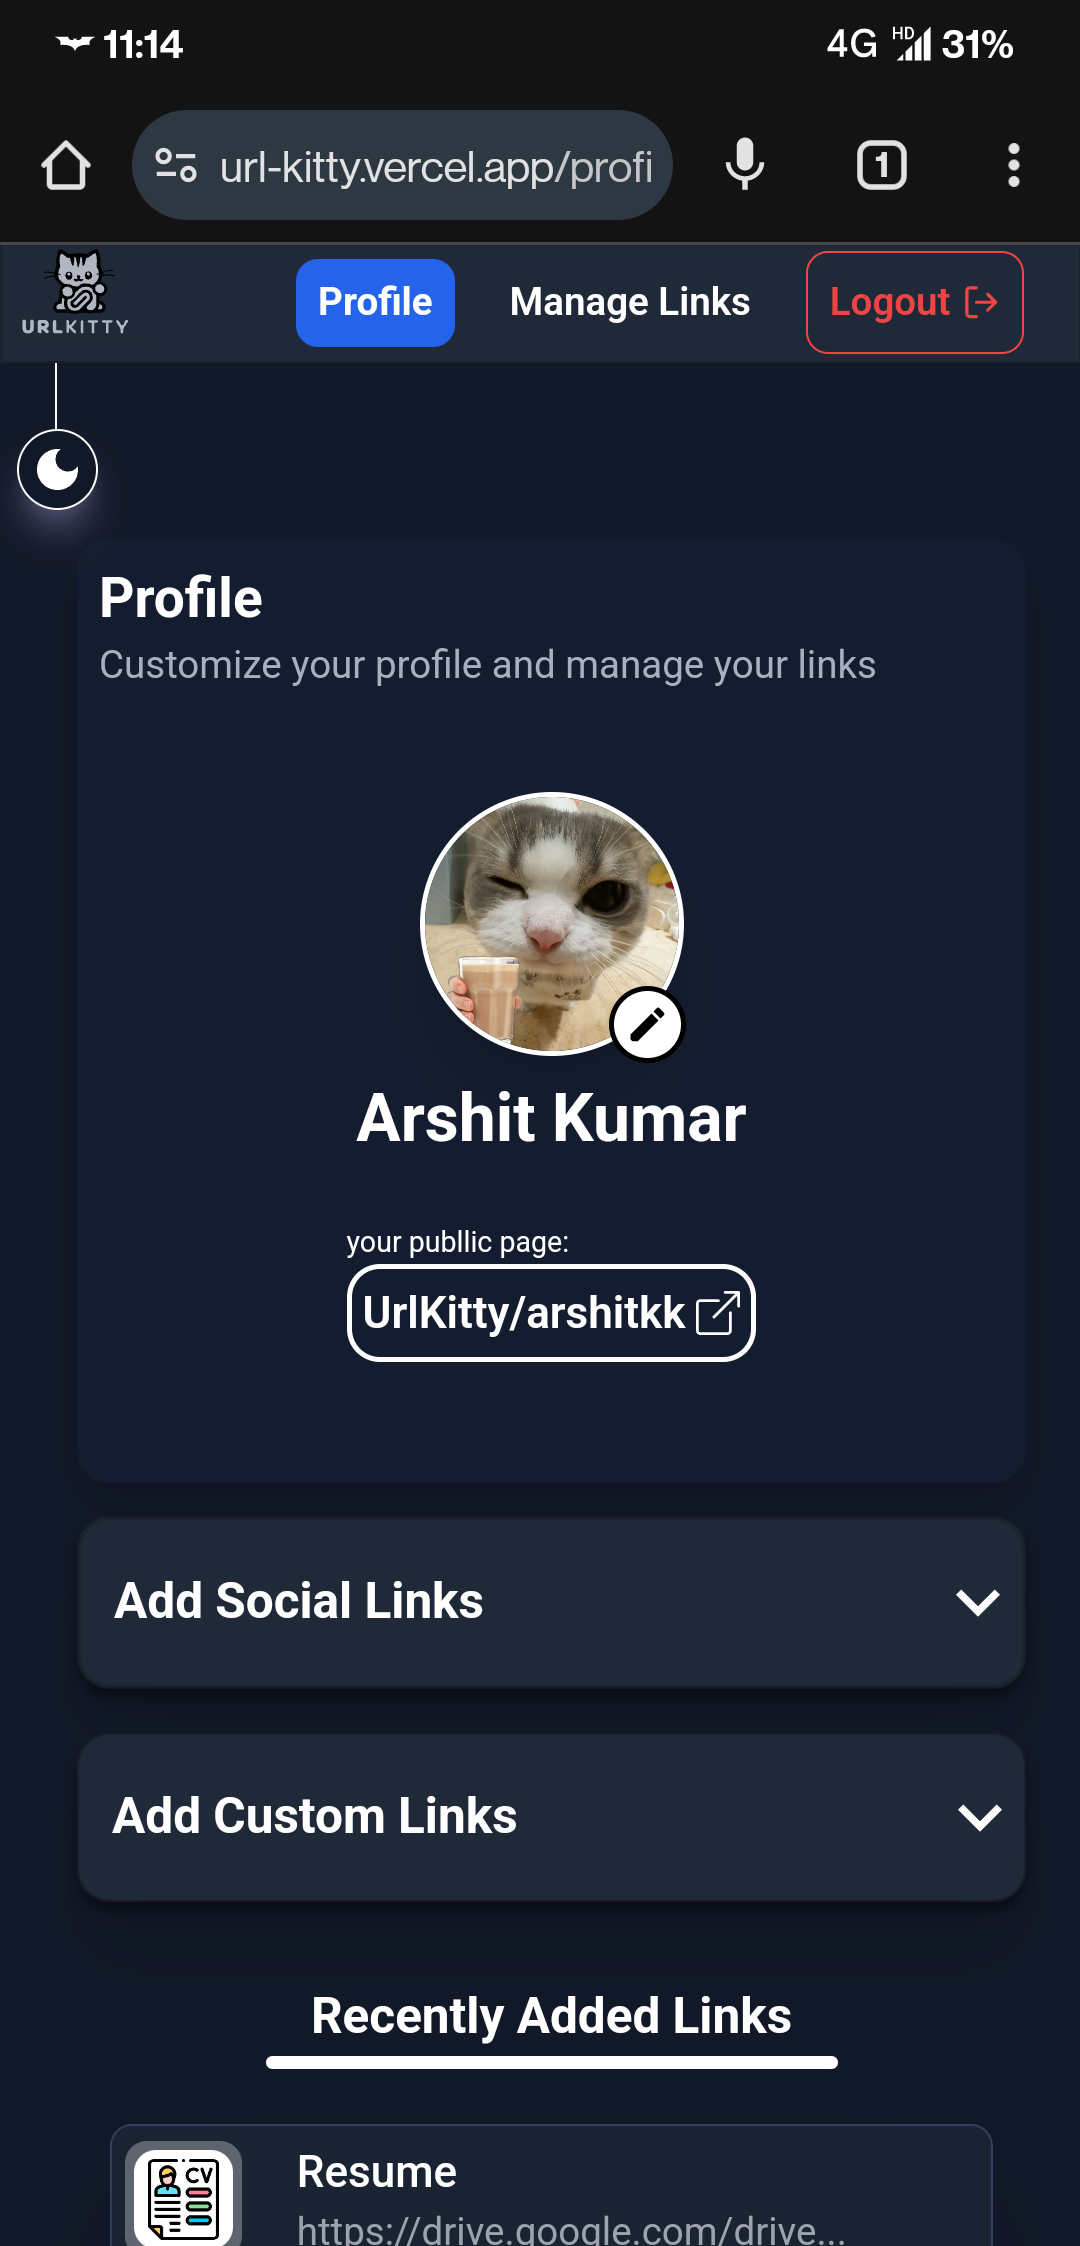 11:14
4G HD 31%
url-kitty.vercel.app/profi
1
URLKITTY
Profile
Manage Links
Logout
Profile
Customize your profile and manage your links
Arshit Kumar
your publlic page:
UrlKitty/arshitkk
Add Social Links
Add Custom Links
Recently Added Links
CV
Resume
https://drive.google.com/drive...